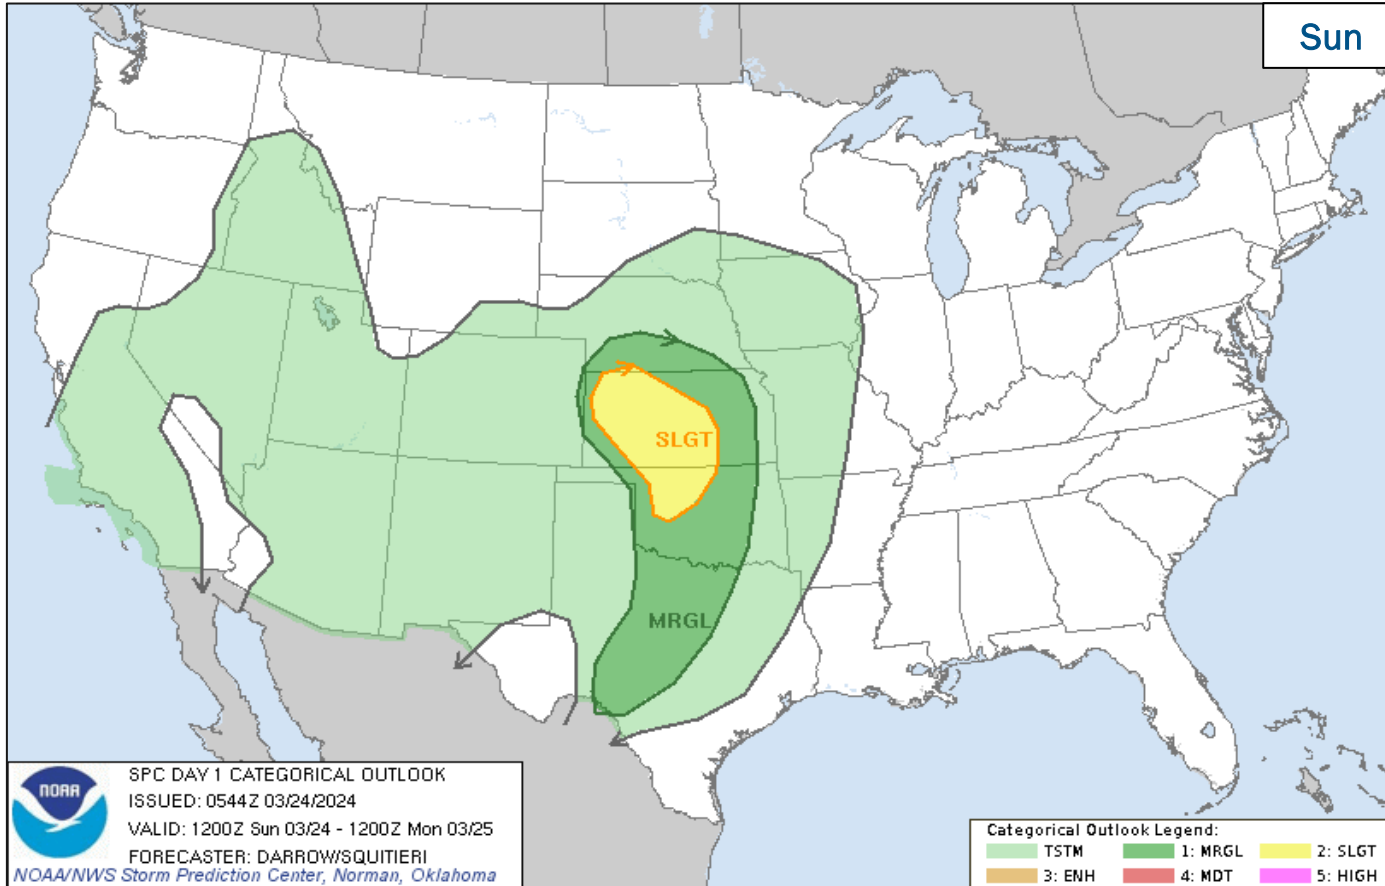 Sun
SLGT
MRGL
NOAA
SPC DAY 1 CATEGORICAL OUTLOOK
ISSUED: 0544Z 03/24/2024
VALID: 1200Z Sun 03/24 - 1200Z Mon 03/25
FORECASTER: DARROW/SQUITIERI
NOAA/NWS Storm Prediction Center, Norman, Oklahoma
Categorical Outlook Legend:
TSTM 1: MRGL 2: SLGT
3: ENH 4: MDT 5: HIGH